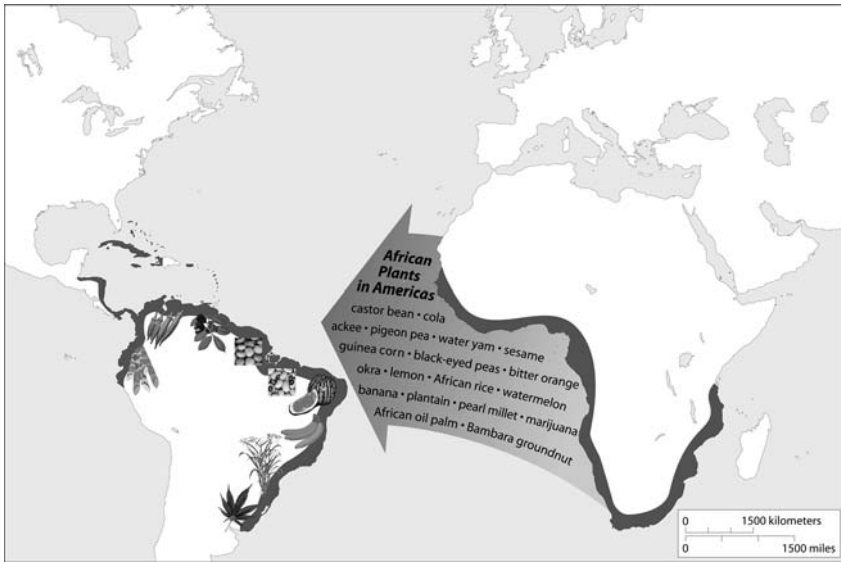 African
Plants
in Americas
castor bean • cola
ackee • pigeon pea • water yam • sesame
guinea corn • black-eyed peas • bitter orange
okra • lemon • African rice • watermelon
banana • plantain • pearl millet • marijuana
African oil palm • Bambara groundnut
0 1500 kilometers
0 1500 miles